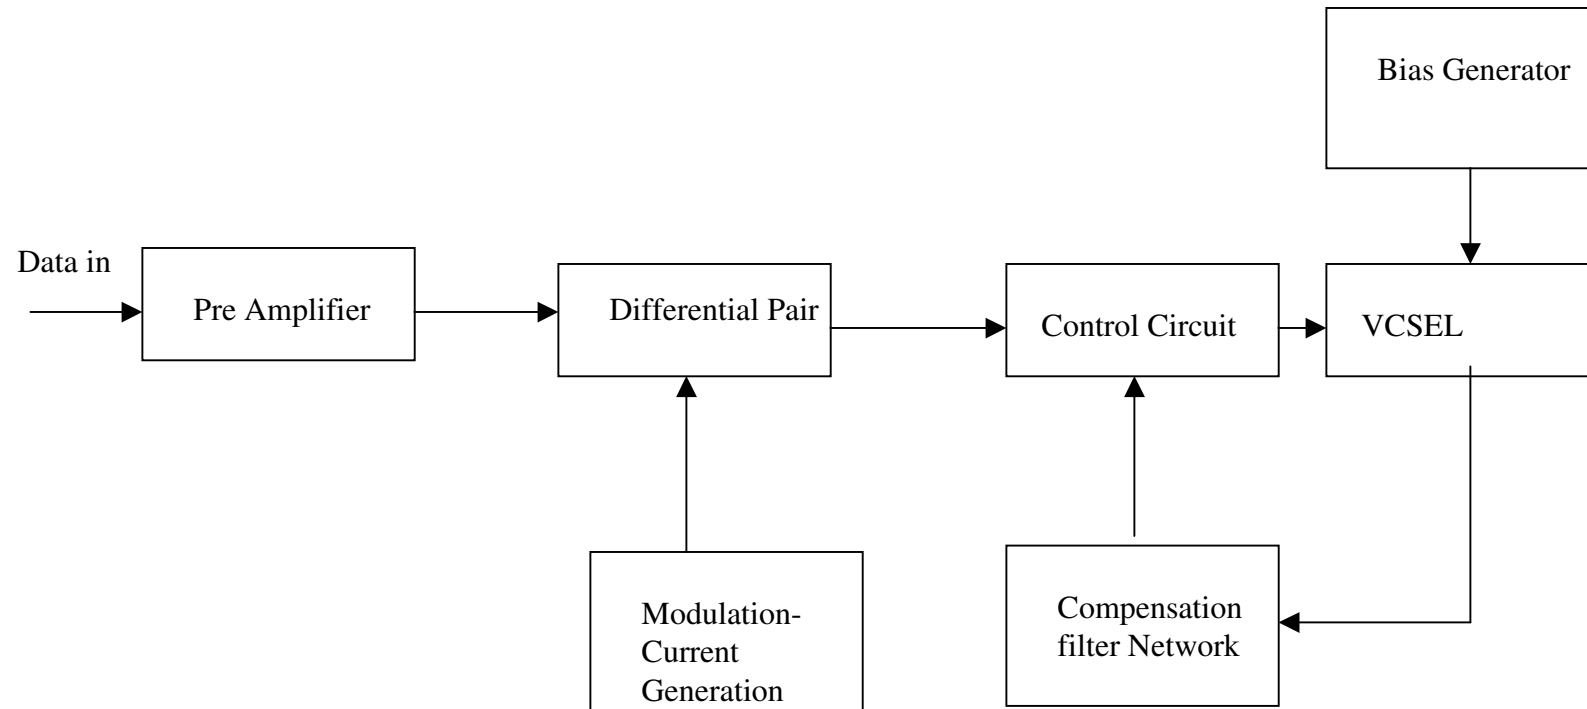 Bias Generator
Data in
Pre Amplifier
Differential Pair
Control Circuit
VCSEL
Modulation-
Current
Generation
Compensation
filter Network